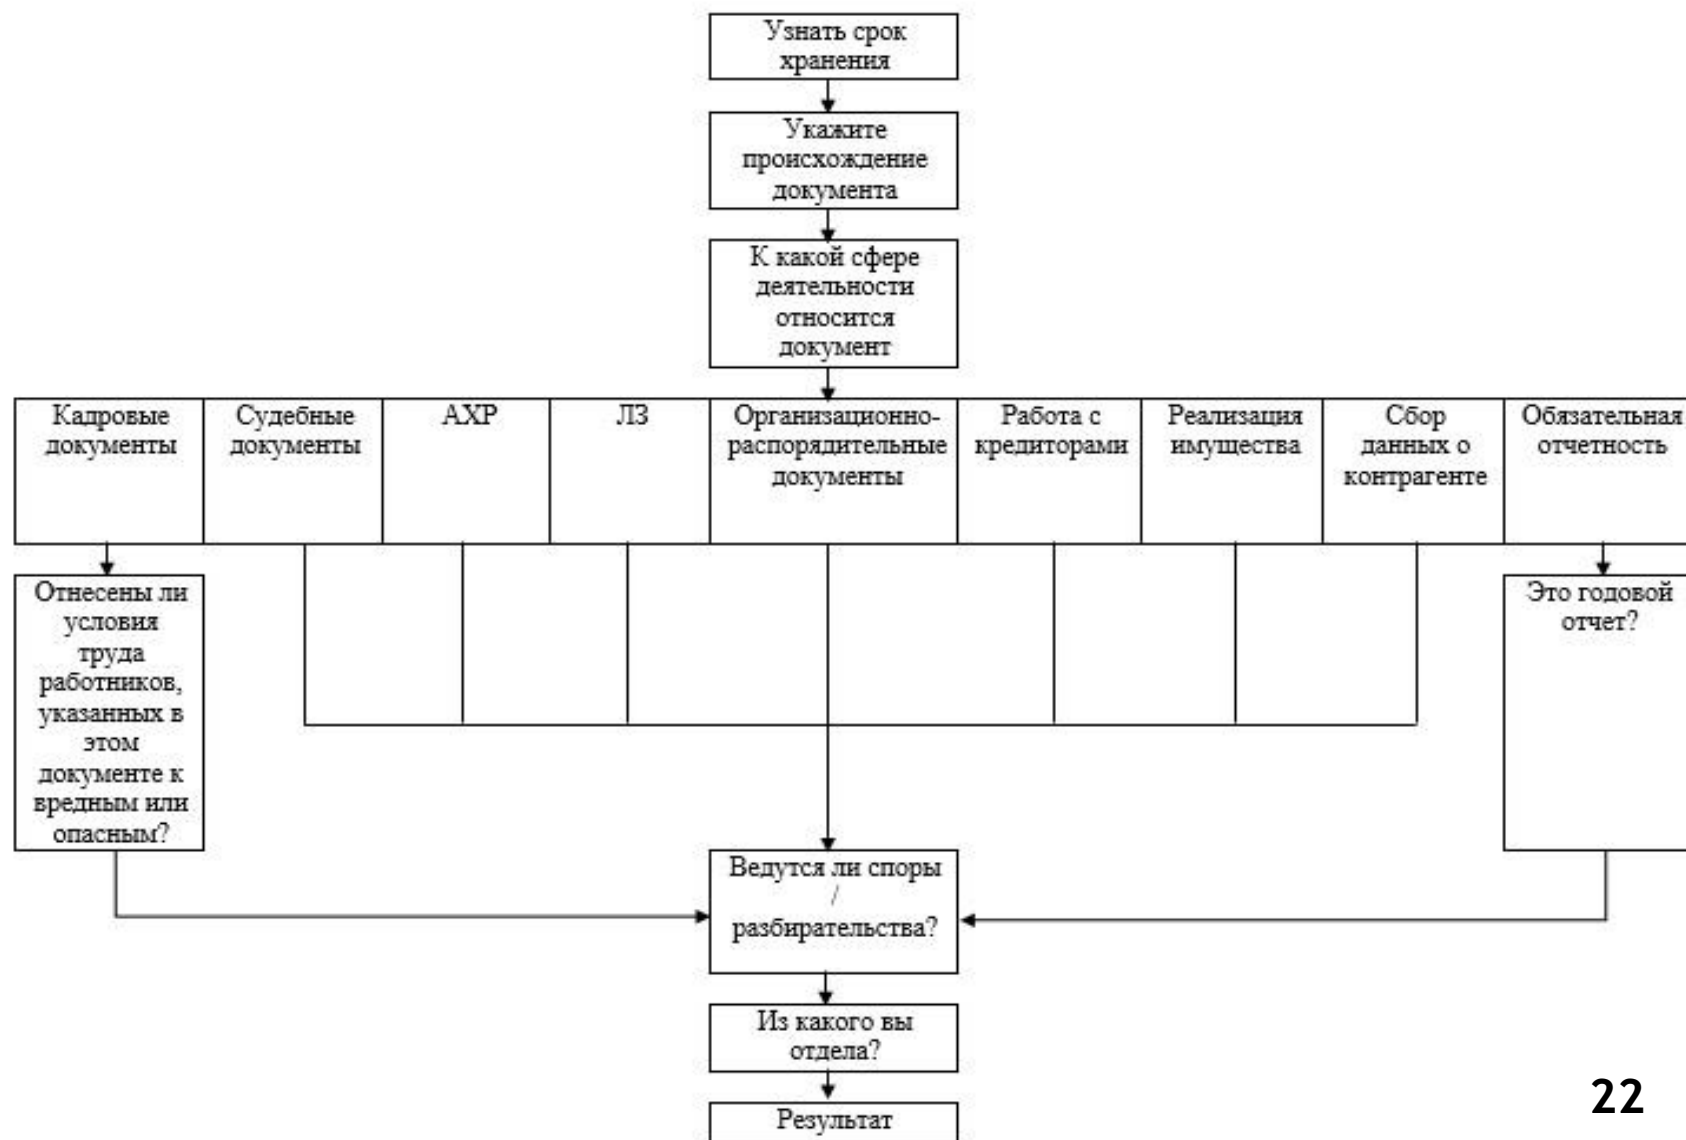 Узнать срок
хранения
Укажите
происхождение
документа
К какой сфере
деятельности
относится
документ
Кадровые
документы
Судебные
документы
АХР
ЛЗ
Организационно-
распорядительные
документы
Работа с
кредиторами
Реализация
имущества
Сбор
данных о
контрагенте
Обязательная
отчетность
Отнесены ли
условия
труда
работников,
указанных в
этом
документе к
вредным или
опасным?
Это годовой
отчет?
Ведутся ли споры
/
разбирательства?
Из какого вы
отдела?
Результат
22